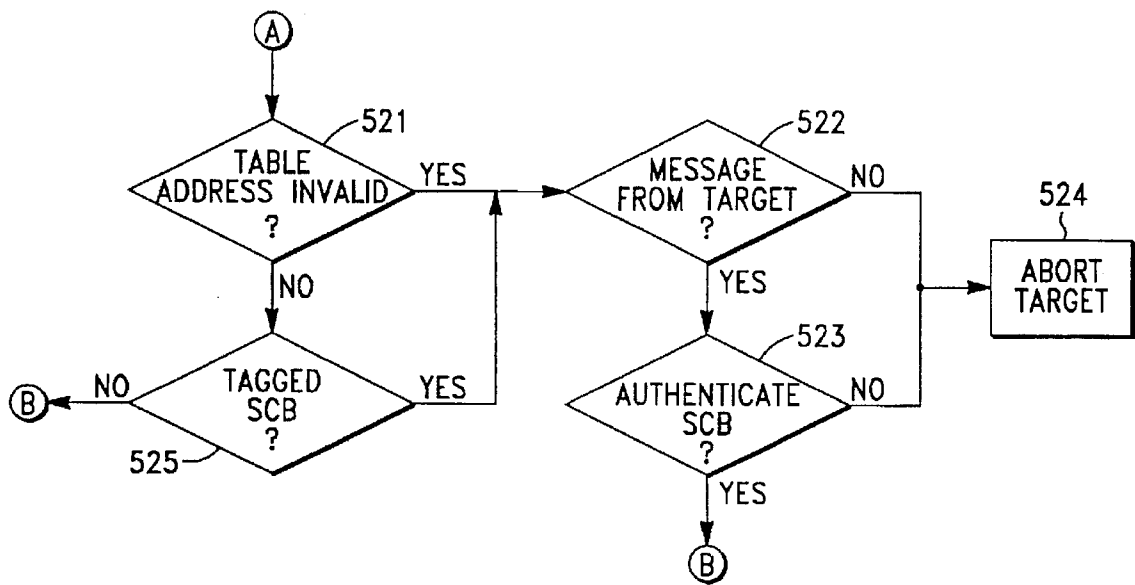 A
521
TABLE
ADDRESS INVALID
?
YES
NO
522
MESSAGE
FROM TARGET
?
NO
YES
524
ABORT
TARGET
523
AUTHENTICATE
SCB
?
NO
YES
B
TAGGED
SCB
?
YES
NO
B
525